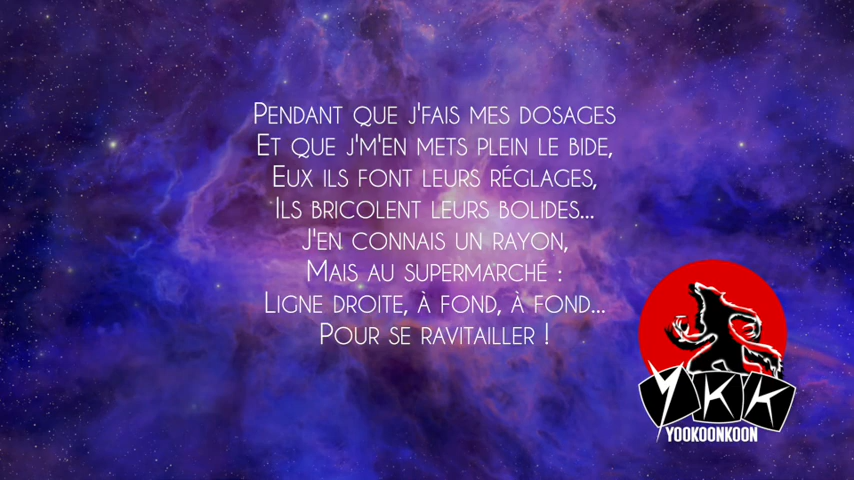 Pendant que j'fais mes dosages
Et que j'm'en mets plein le bide,
Eux ils font leurs réglages,
Ils bricolent leurs bolides...
J'en connais un rayon,
Mais au supermarché :
Ligne droite, à fond, à fond...
Pour se ravitailler !
YKK
YOOKOONKOON